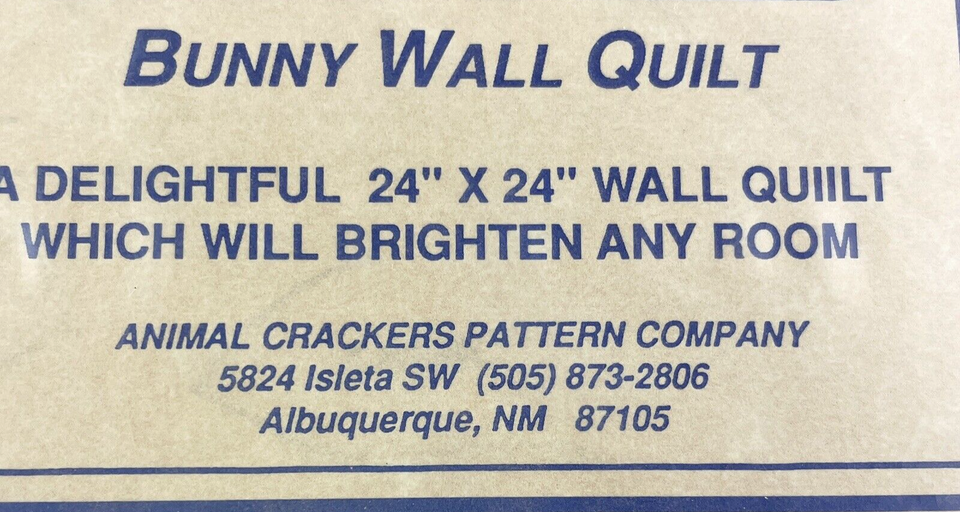 BUNNY WALL QUILT
A DELIGHTFUL 24" X 24" WALL QUIIILT
WHICH WILL BRIGHTEN ANY ROOM
ANIMAL CRACKERS PATTERN COMPANY
5824 Isleta SW (505) 873-2806
Albuquerque, NM 87105